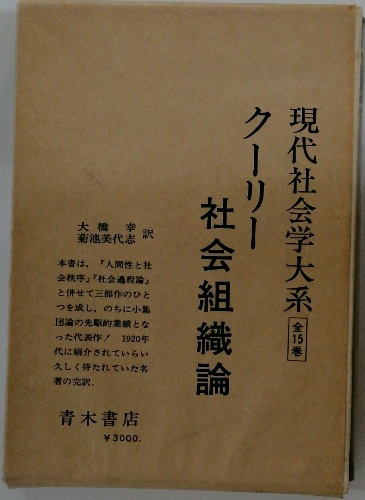 現代社会学大系
全15巻
クーリー
社会組織論
大橋　幸
菊池美代志
訳
本書は，『人間性と社
会秩序』『社会過程論』
と併せて三部作のひと
つを成し，のちに小集
団論の先駆的業績とな
った代表作！　1920年
代に紹介されていらい
久しく待たれていた名
著の完訳．
青木書店
￥3000.